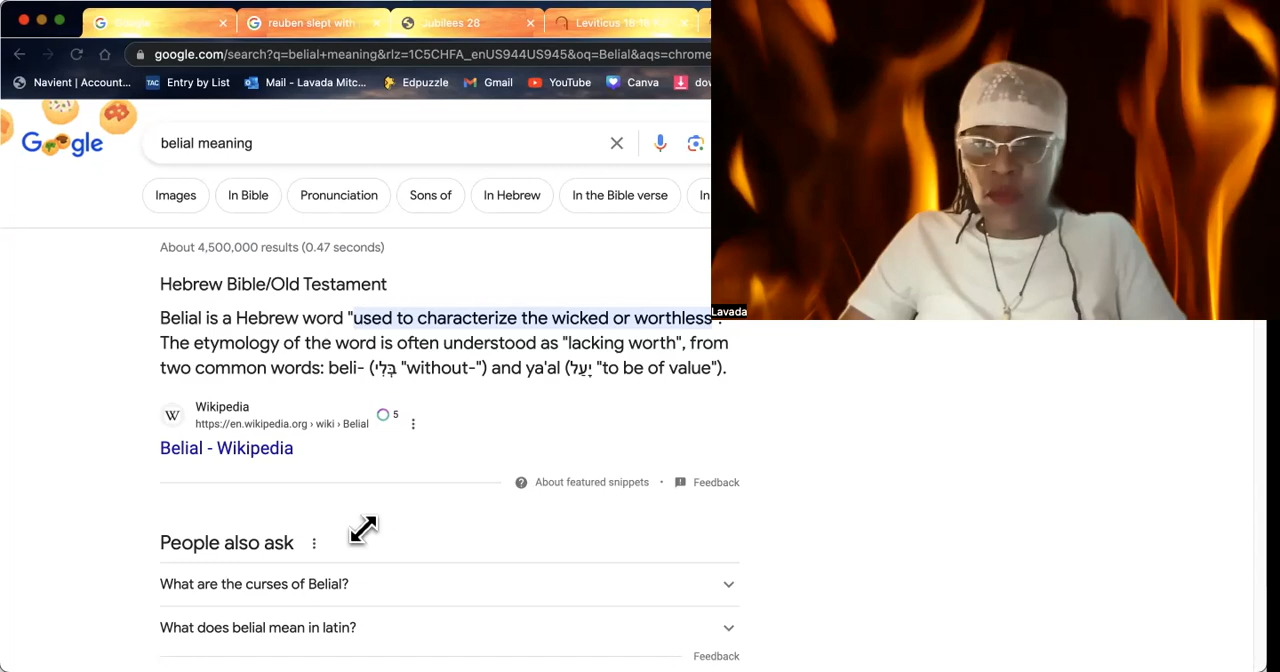 reuben slept with
Jubilees 28
Leviticus 18
google.com/search?q=belial+meaning&rlz=1C5CHFA_enUS944US945&oq=Belial&aqs=chrome
Navient | Account... TAC Entry by List Mail - Lavada Mitc... Edpuzzle Gmail YouTube Canva
Google belial meaning
Images In Bible Pronunciation Sons of In Hebrew In the Bible verse In
About 4,500,000 results (0.47 seconds)
Hebrew Bible/Old Testament
Belial is a Hebrew word "used to characterize the wicked or worthless".
The etymology of the word is often understood as "lacking worth", from
two common words: beli- (בְּלִי "without-") and ya'al (יָעַל "to be of value").
Lavada
W Wikipedia
https://en.wikipedia.org › wiki › Belial 5
Belial - Wikipedia
About featured snippets • Feedback
People also ask
What are the curses of Belial?
What does belial mean in latin?
Feedback